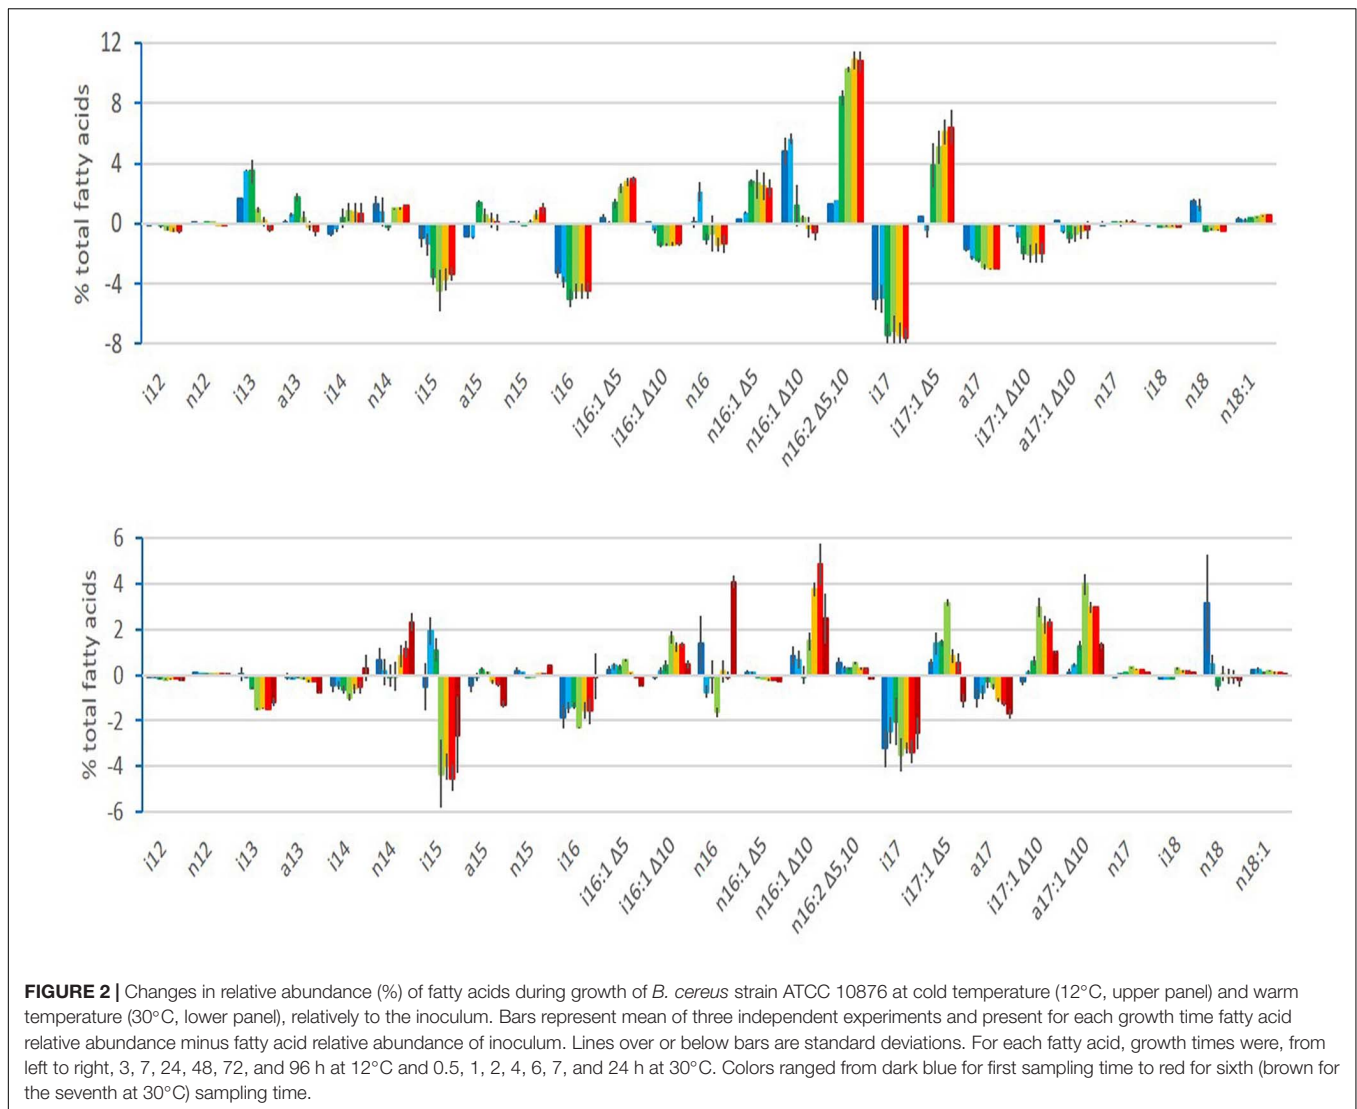 12
8
4
0
-4
-8
% total fatty acids
i12 n12 i13 a13 i14 n14 i15 a15 n15 i16 i16:1 Δ5 i16:1 Δ10 n16 n16:1 Δ5 n16:1 Δ10 n16:2 Δ5,10 i17 i17:1 Δ5 a17 i17:1 Δ10 a17:1 Δ10 n17 i18 n18 n18:1
6
4
2
0
-2
-4
-6
% total fatty acids
i12 n12 i13 a13 i14 n14 i15 a15 n15 i16 i16:1 Δ5 i16:1 Δ10 n16 n16:1 Δ5 n16:1 Δ10 n16:2 Δ5,10 i17 i17:1 Δ5 a17 i17:1 Δ10 a17:1 Δ10 n17 i18 n18 n18:1
FIGURE 2 | Changes in relative abundance (%) of fatty acids during growth of B. cereus strain ATCC 10876 at cold temperature (12°C, upper panel) and warm
temperature (30°C, lower panel), relatively to the inoculum. Bars represent mean of three independent experiments and present for each growth time fatty acid
relative abundance minus fatty acid relative abundance of inoculum. Lines over or below bars are standard deviations. For each fatty acid, growth times were, from
left to right, 3, 7, 24, 48, 72, and 96 h at 12°C and 0.5, 1, 2, 4, 6, 7, and 24 h at 30°C. Colors ranged from dark blue for first sampling time to red for sixth (brown for
the seventh at 30°C) sampling time.